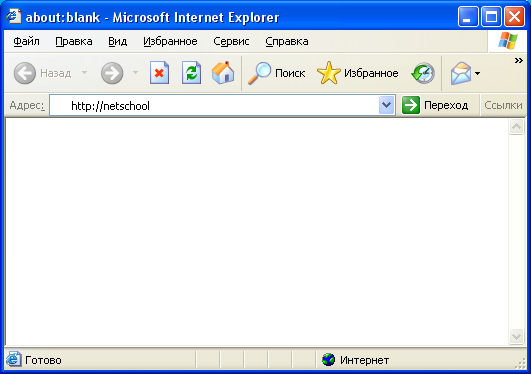 about:blank - Microsoft Internet Explorer
Файл Правка Вид Избранное Сервис Справка
Назад Поиск Избранное »
Адрес: http://netschool Переход Ссылки
Готово Интернет